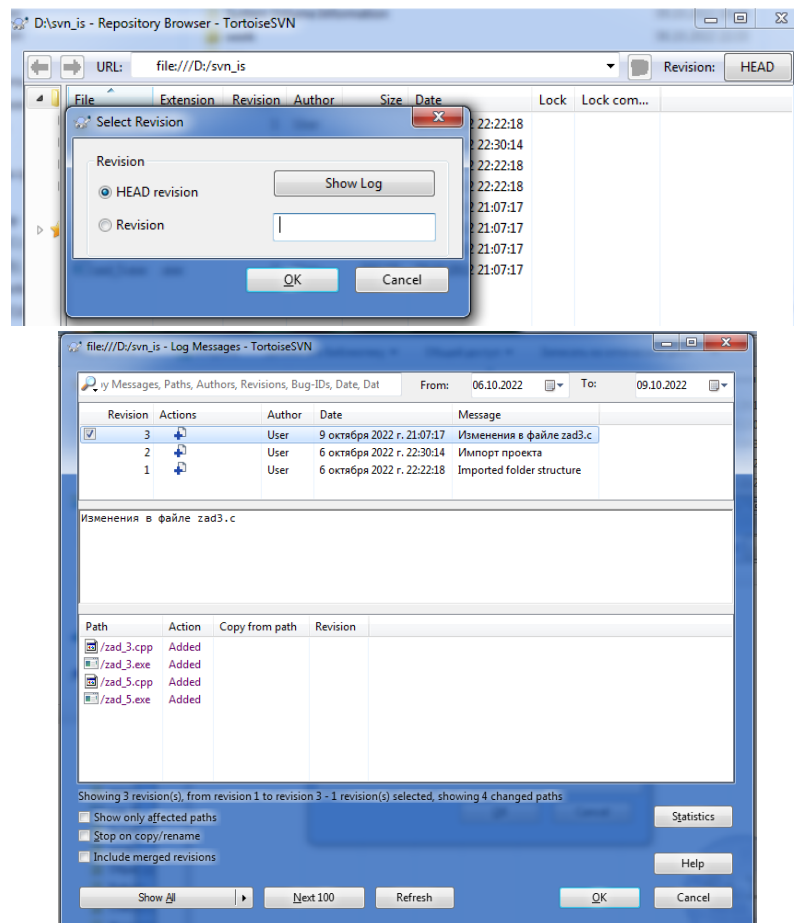 D:\svn_is - Repository Browser - TortoiseSVN
URL: file:///D:/svn_is Revision: HEAD
File Extension Revision Author Size Date Lock Lock com...
Select Revision
2 22:22:18
2 22:30:14
2 22:22:18
2 22:22:18
2 21:07:17
2 21:07:17
2 21:07:17
2 21:07:17
Revision
HEAD revision Show Log
Revision
OK Cancel
file:///D:/svn_is - Log Messages - TortoiseSVN
y Messages, Paths, Authors, Revisions, Bug-IDs, Date, Dat From: 06.10.2022 To: 09.10.2022
Revision Actions Author Date Message
3 User 9 октября 2022 г. 21:07:17 Изменения в файле zad3.c
2 User 6 октября 2022 г. 22:30:14 Импорт проекта
1 User 6 октября 2022 г. 22:22:18 Imported folder structure
Изменения в файле zad3.c
Path Action Copy from path Revision
/zad_3.cpp Added
/zad_3.exe Added
/zad_5.cpp Added
/zad_5.exe Added
Showing 3 revision(s), from revision 1 to revision 3 - 1 revision(s) selected, showing 4 changed paths
Show only affected paths Statistics
Stop on copy/rename
Include merged revisions Help
Show All Next 100 Refresh OK Cancel